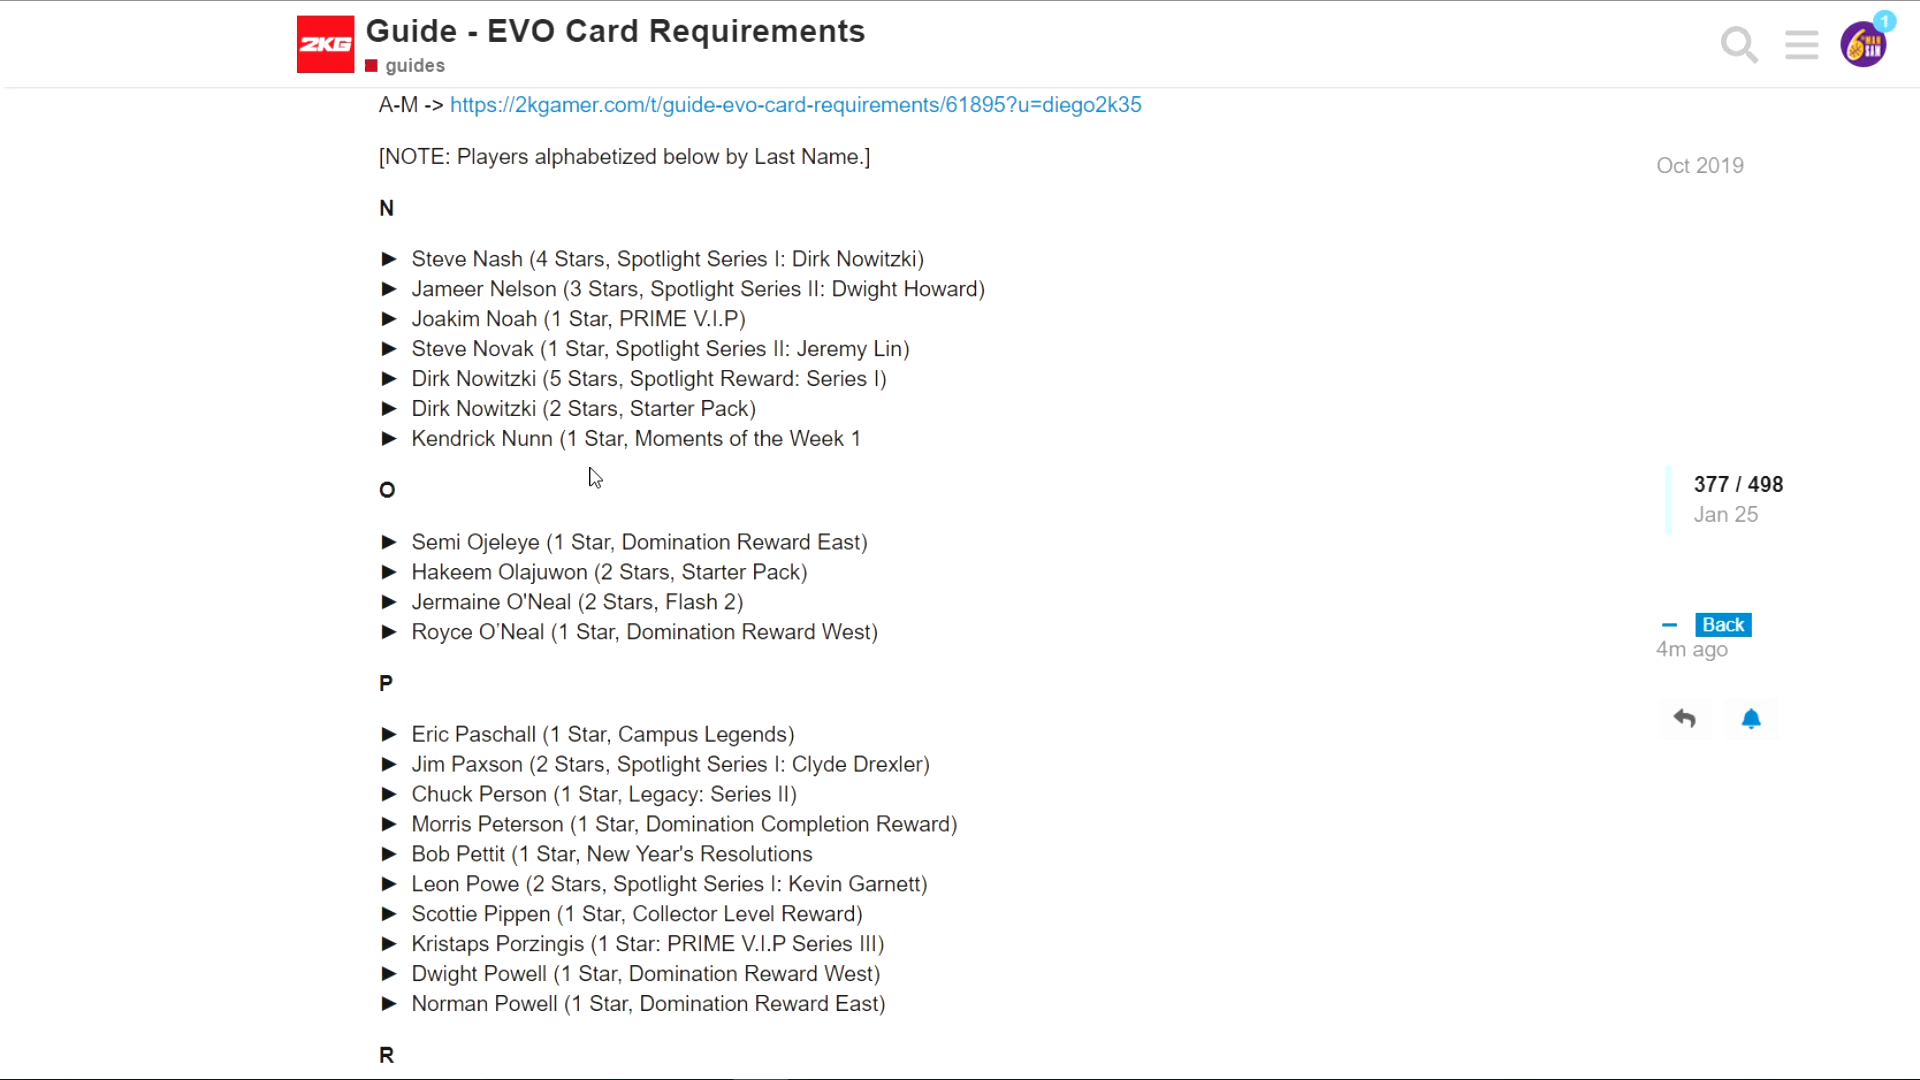 2KG
Guide - EVO Card Requirements
guides
1
6
MAN
SAM
A-M -> https://2kgamer.com/t/guide-evo-card-requirements/61895?u=diego2k35
[NOTE: Players alphabetized below by Last Name.]
Oct 2019
N
► Steve Nash (4 Stars, Spotlight Series I: Dirk Nowitzki)
► Jameer Nelson (3 Stars, Spotlight Series II: Dwight Howard)
► Joakim Noah (1 Star, PRIME V.I.P)
► Steve Novak (1 Star, Spotlight Series II: Jeremy Lin)
► Dirk Nowitzki (5 Stars, Spotlight Reward: Series I)
► Dirk Nowitzki (2 Stars, Starter Pack)
► Kendrick Nunn (1 Star, Moments of the Week 1
O
377 / 498
Jan 25
► Semi Ojeleye (1 Star, Domination Reward East)
► Hakeem Olajuwon (2 Stars, Starter Pack)
► Jermaine O'Neal (2 Stars, Flash 2)
► Royce O’Neal (1 Star, Domination Reward West)
Back
4m ago
P
► Eric Paschall (1 Star, Campus Legends)
► Jim Paxson (2 Stars, Spotlight Series I: Clyde Drexler)
► Chuck Person (1 Star, Legacy: Series II)
► Morris Peterson (1 Star, Domination Completion Reward)
► Bob Pettit (1 Star, New Year's Resolutions
► Leon Powe (2 Stars, Spotlight Series I: Kevin Garnett)
► Scottie Pippen (1 Star, Collector Level Reward)
► Kristaps Porzingis (1 Star: PRIME V.I.P Series III)
► Dwight Powell (1 Star, Domination Reward West)
► Norman Powell (1 Star, Domination Reward East)
R